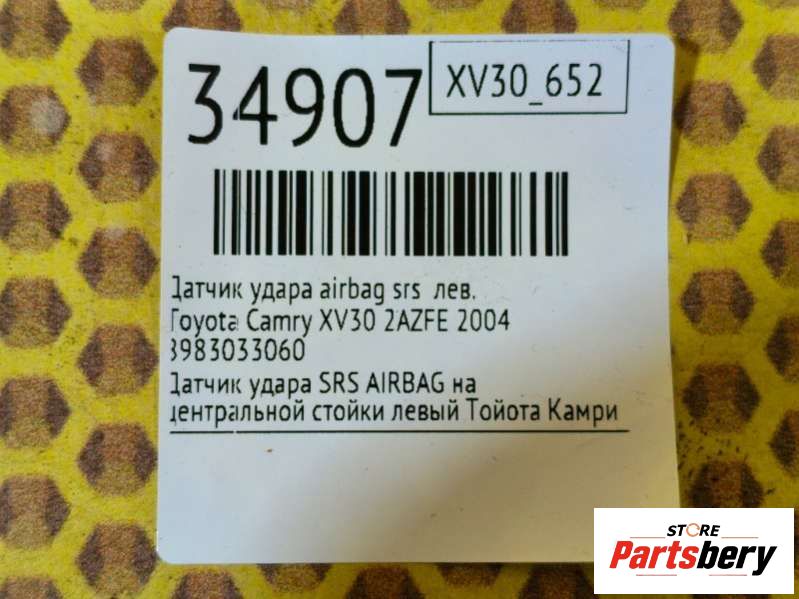 34907
XV30_652
Датчик удара airbag srs лев.
Toyota Camry XV30 2AZFE 2004
8983033060
Датчик удара SRS AIRBAG на
центральной стойки левый Тойота Камри
STORE
Partsbery